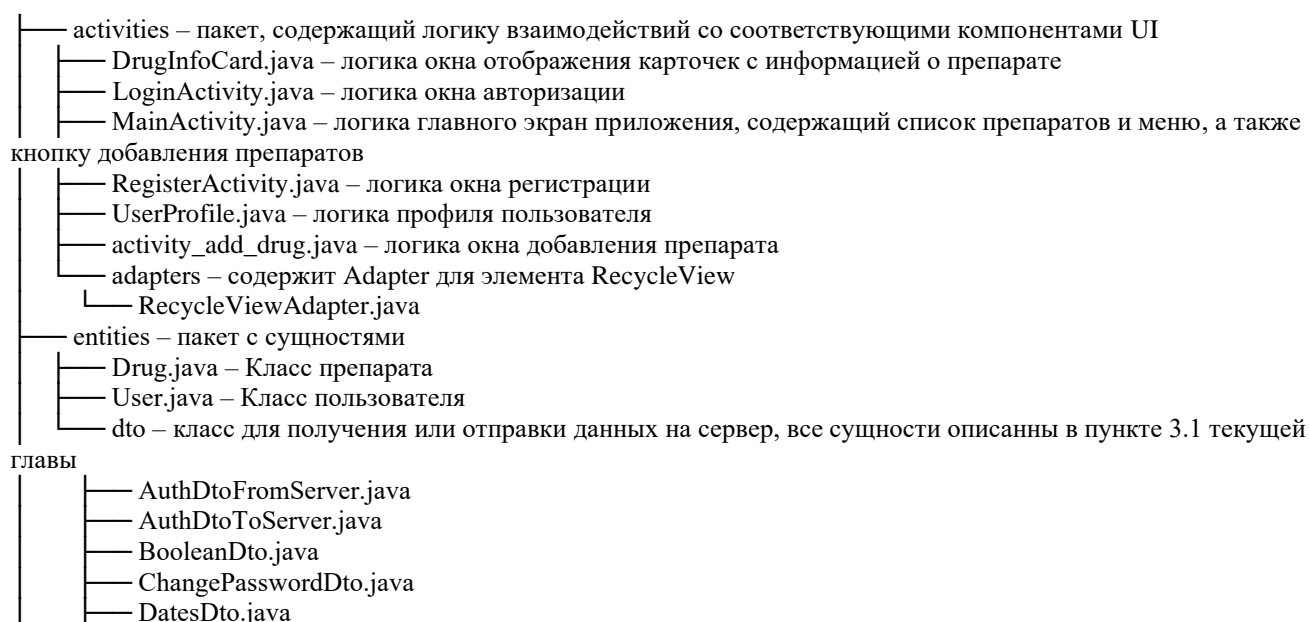 activities – пакет, содержащий логику взаимодействий со соответствующими компонентами UI
DrugInfoCard.java – логика окна отображения карточек с информацией о препарате
LoginActivity.java – логика окна авторизации
MainActivity.java – логика главного экран приложения, содержащий список препаратов и меню, а также
кнопку добавления препаратов
RegisterActivity.java – логика окна регистрации
UserProfile.java – логика профиля пользователя
activity_add_drug.java – логика окна добавления препарата
adapters – содержит Adapter для элемента RecycleView
RecycleViewAdapter.java
entities – пакет с сущностями
Drug.java – Класс препарата
User.java – Класс пользователя
dto – класс для получения или отправки данных на сервер, все сущности описанны в пункте 3.1 текущей
главы
AuthDtoFromServer.java
AuthDtoToServer.java
BooleanDto.java
ChangePasswordDto.java
DatesDto.java